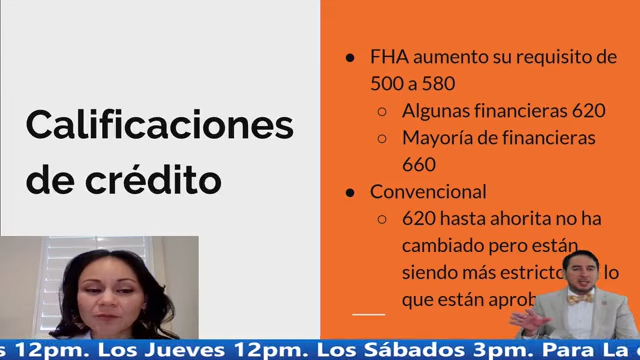 Calificaciones
de crédito
● FHA aumento su requisito de
500 a 580
○ Algunas financieras 620
○ Mayoría de financieras
660
● Convencional
○ 620 hasta ahorita no ha
cambiado pero están
siendo más lo
que están
s 12pm. Los Jueves 12pm. Los Sábados 3pm. Para La